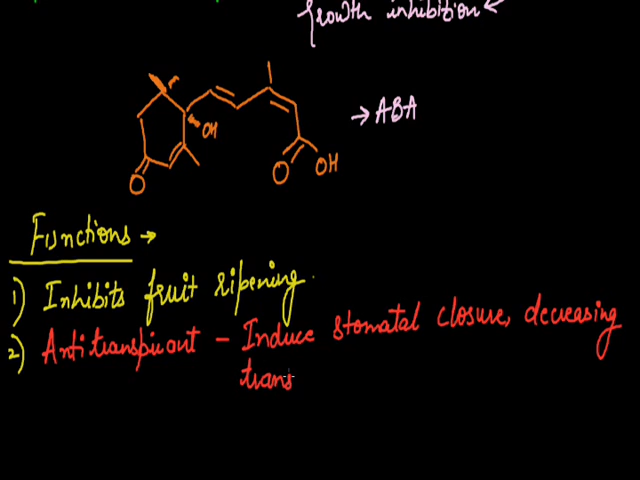 growth inhibition
OH
→ ABA
O
O
OH
Functions →
1) Inhibits fruit ripening.
2) Antitranspirant - Induce stomatal closure, decreasing
trans